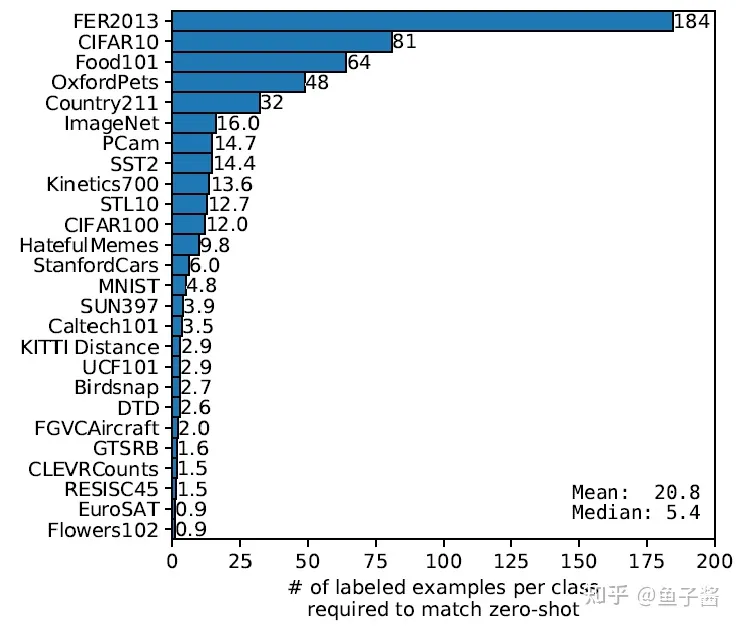 FER2013 184
CIFAR10 81
Food101 64
OxfordPets 48
Country211 32
ImageNet 16.0
PCam 14.7
SST2 14.4
Kinetics700 13.6
STL10 12.7
CIFAR100 12.0
HatefulMemes 9.8
StanfordCars 6.0
MNIST 4.8
SUN397 3.9
Caltech101 3.5
KITTI Distance 2.9
UCF101 2.9
Birdsnap 2.7
DTD 2.6
FGVCAircraft 2.0
GTSRB 1.6
CLEVRCounts 1.5
RESISC45 1.5
EuroSAT 0.9
Flowers102 0.9
Mean: 20.8
Median: 5.4
0 25 50 75 100 125 150 175 200
# of labeled examples per class
required to match zero-shot
知乎 @鱼子酱